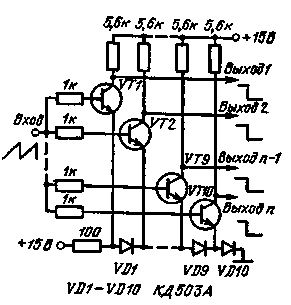 5,6к 5,6к 5,6к 5,6к
+15В
1к
VT1
Выход 1
Вход
1к
VT2
Выход 2
1к
VT9
Выход n-1
1к
VT10
Выход n
+15В
100
VD1
VD9
VD10
VD1-VD10 КД503А